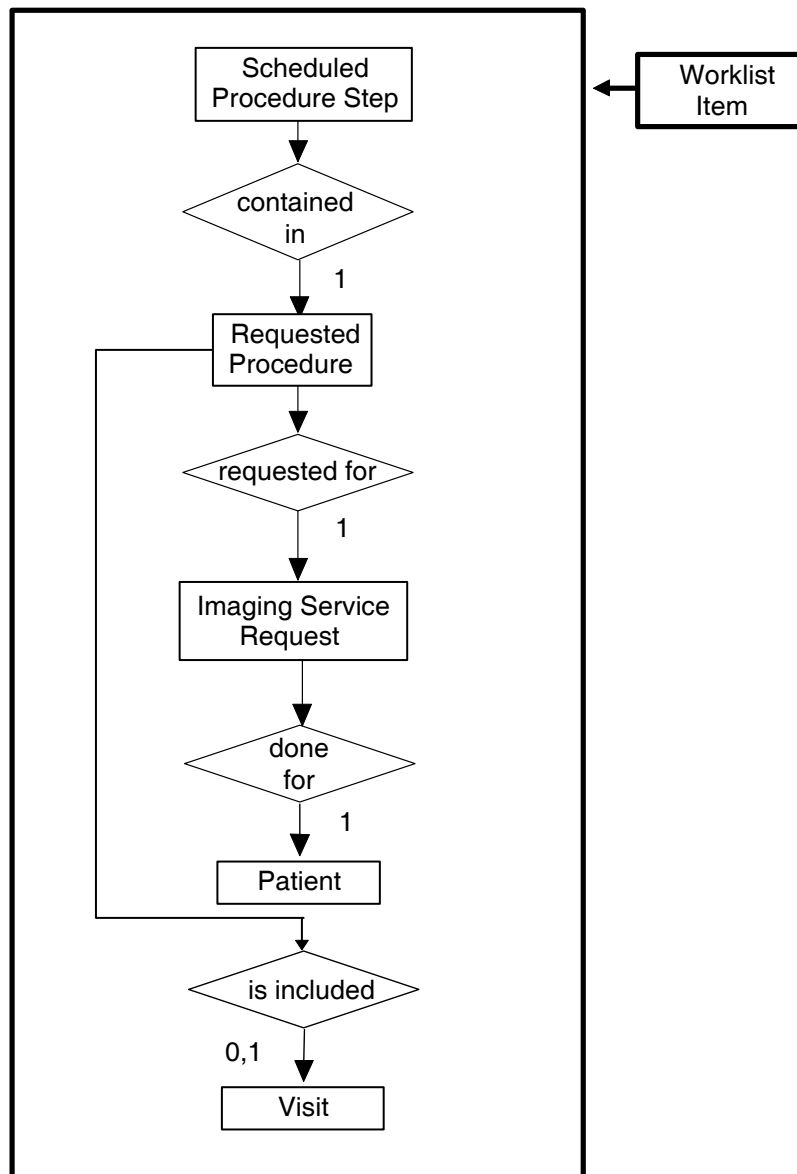 Scheduled
Procedure Step
Worklist
Item
contained
in
1
Requested
Procedure
requested for
1
Imaging Service
Request
done
for
1
Patient
is included
0,1
Visit